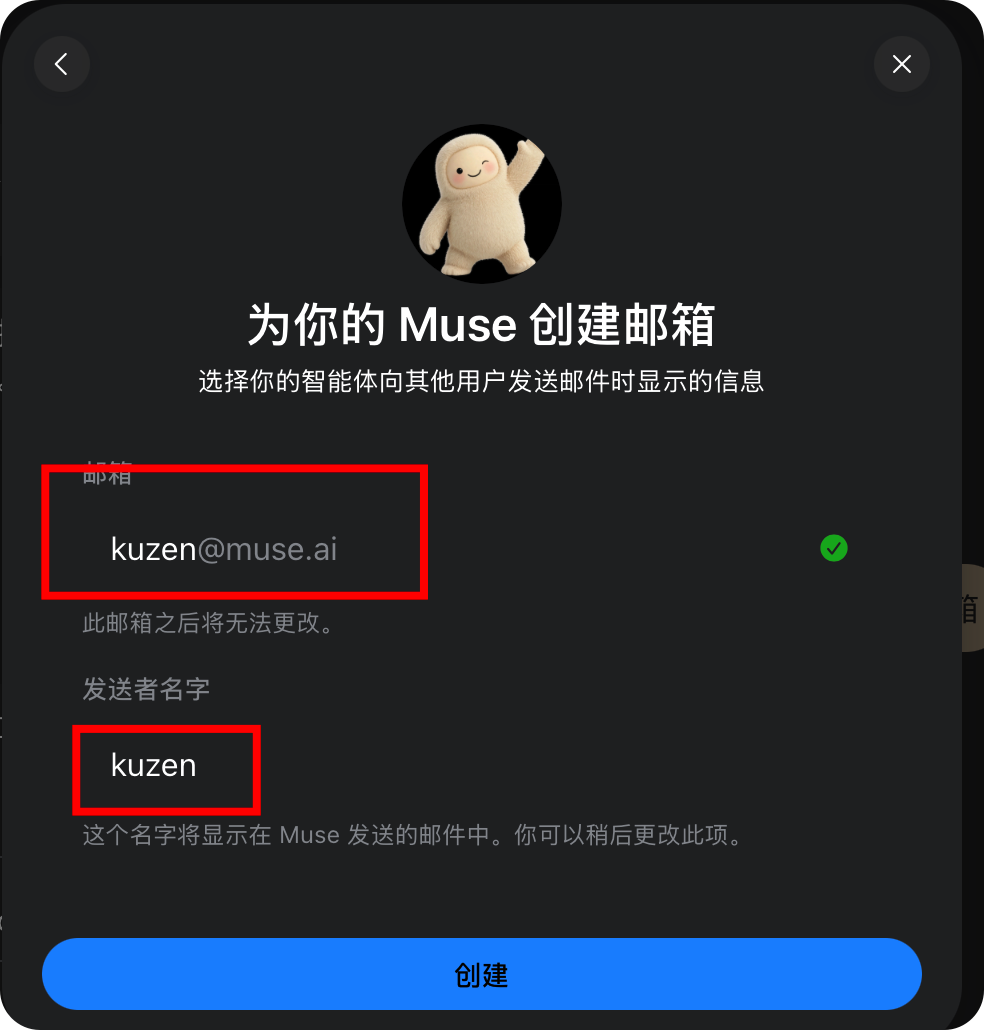 为你的 Muse 创建邮箱
选择你的智能体向其他用户发送邮件时显示的信息
邮箱
kuzen@muse.ai
此邮箱之后将无法更改。
发送者名字
kuzen
这个名字将显示在 Muse 发送的邮件中。你可以稍后更改此项。
创建
箱